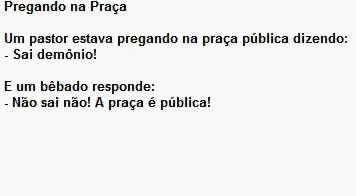 Pregando na Praça
Um pastor estava pregando na praça pública dizendo:
- Sai demônio!
E um bêbado responde:
- Não sai não! A praça é pública!